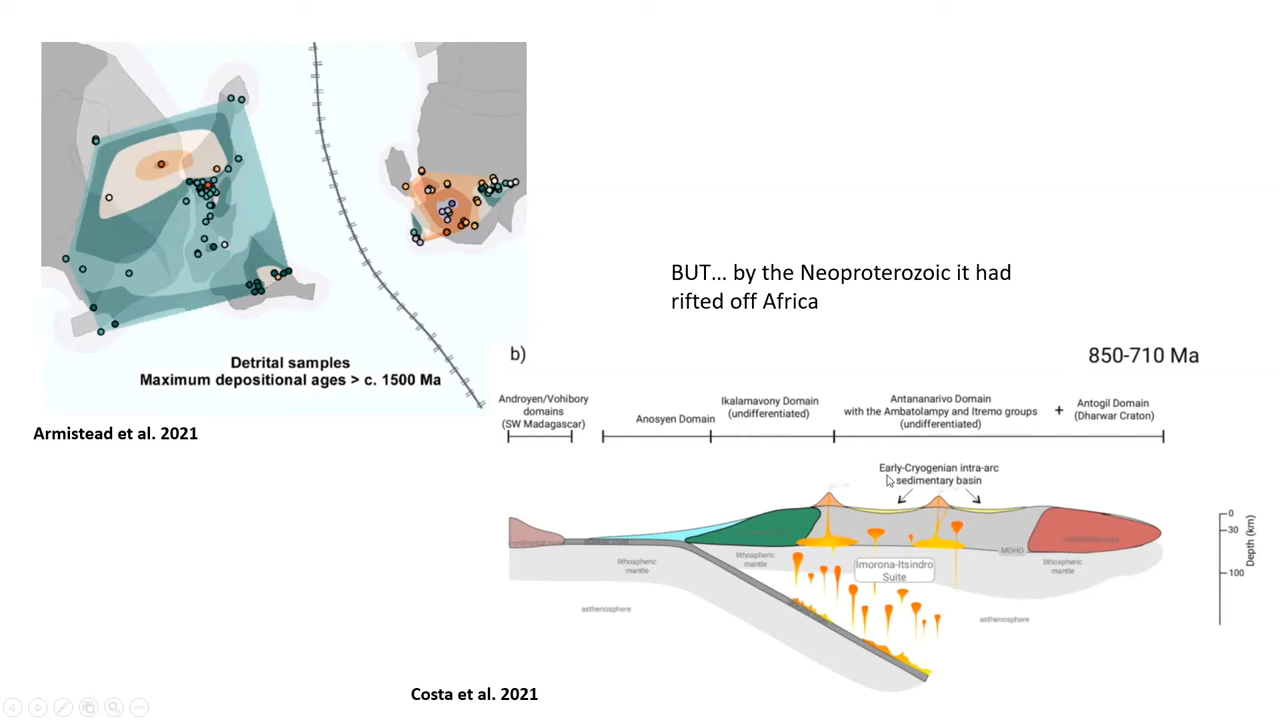 Detrital samples
Maximum depositional ages > c. 1500 Ma
Armistead et al. 2021
BUT... by the Neoproterozoic it had
rifted off Africa
b)
850-710 Ma
Androyen/Vohibory
domains
(SW Madagascar)
Anosyen Domain
Ikalamavony Domain
(undifferentiated)
Antananarivo Domain
with the Ambatolampy and Itremo groups
(undifferentiated)
+
Antogil Domain
(Dharwar Craton)
Early-Cryogenian intra-arc
sedimentary basin
0
30
100
Depth (km)
MOHO
lithospheric
mantle
lithospheric
mantle
Imorona-Itsindro
Suite
lithospheric
mantle
asthenosphere
asthenosphere
Costa et al. 2021